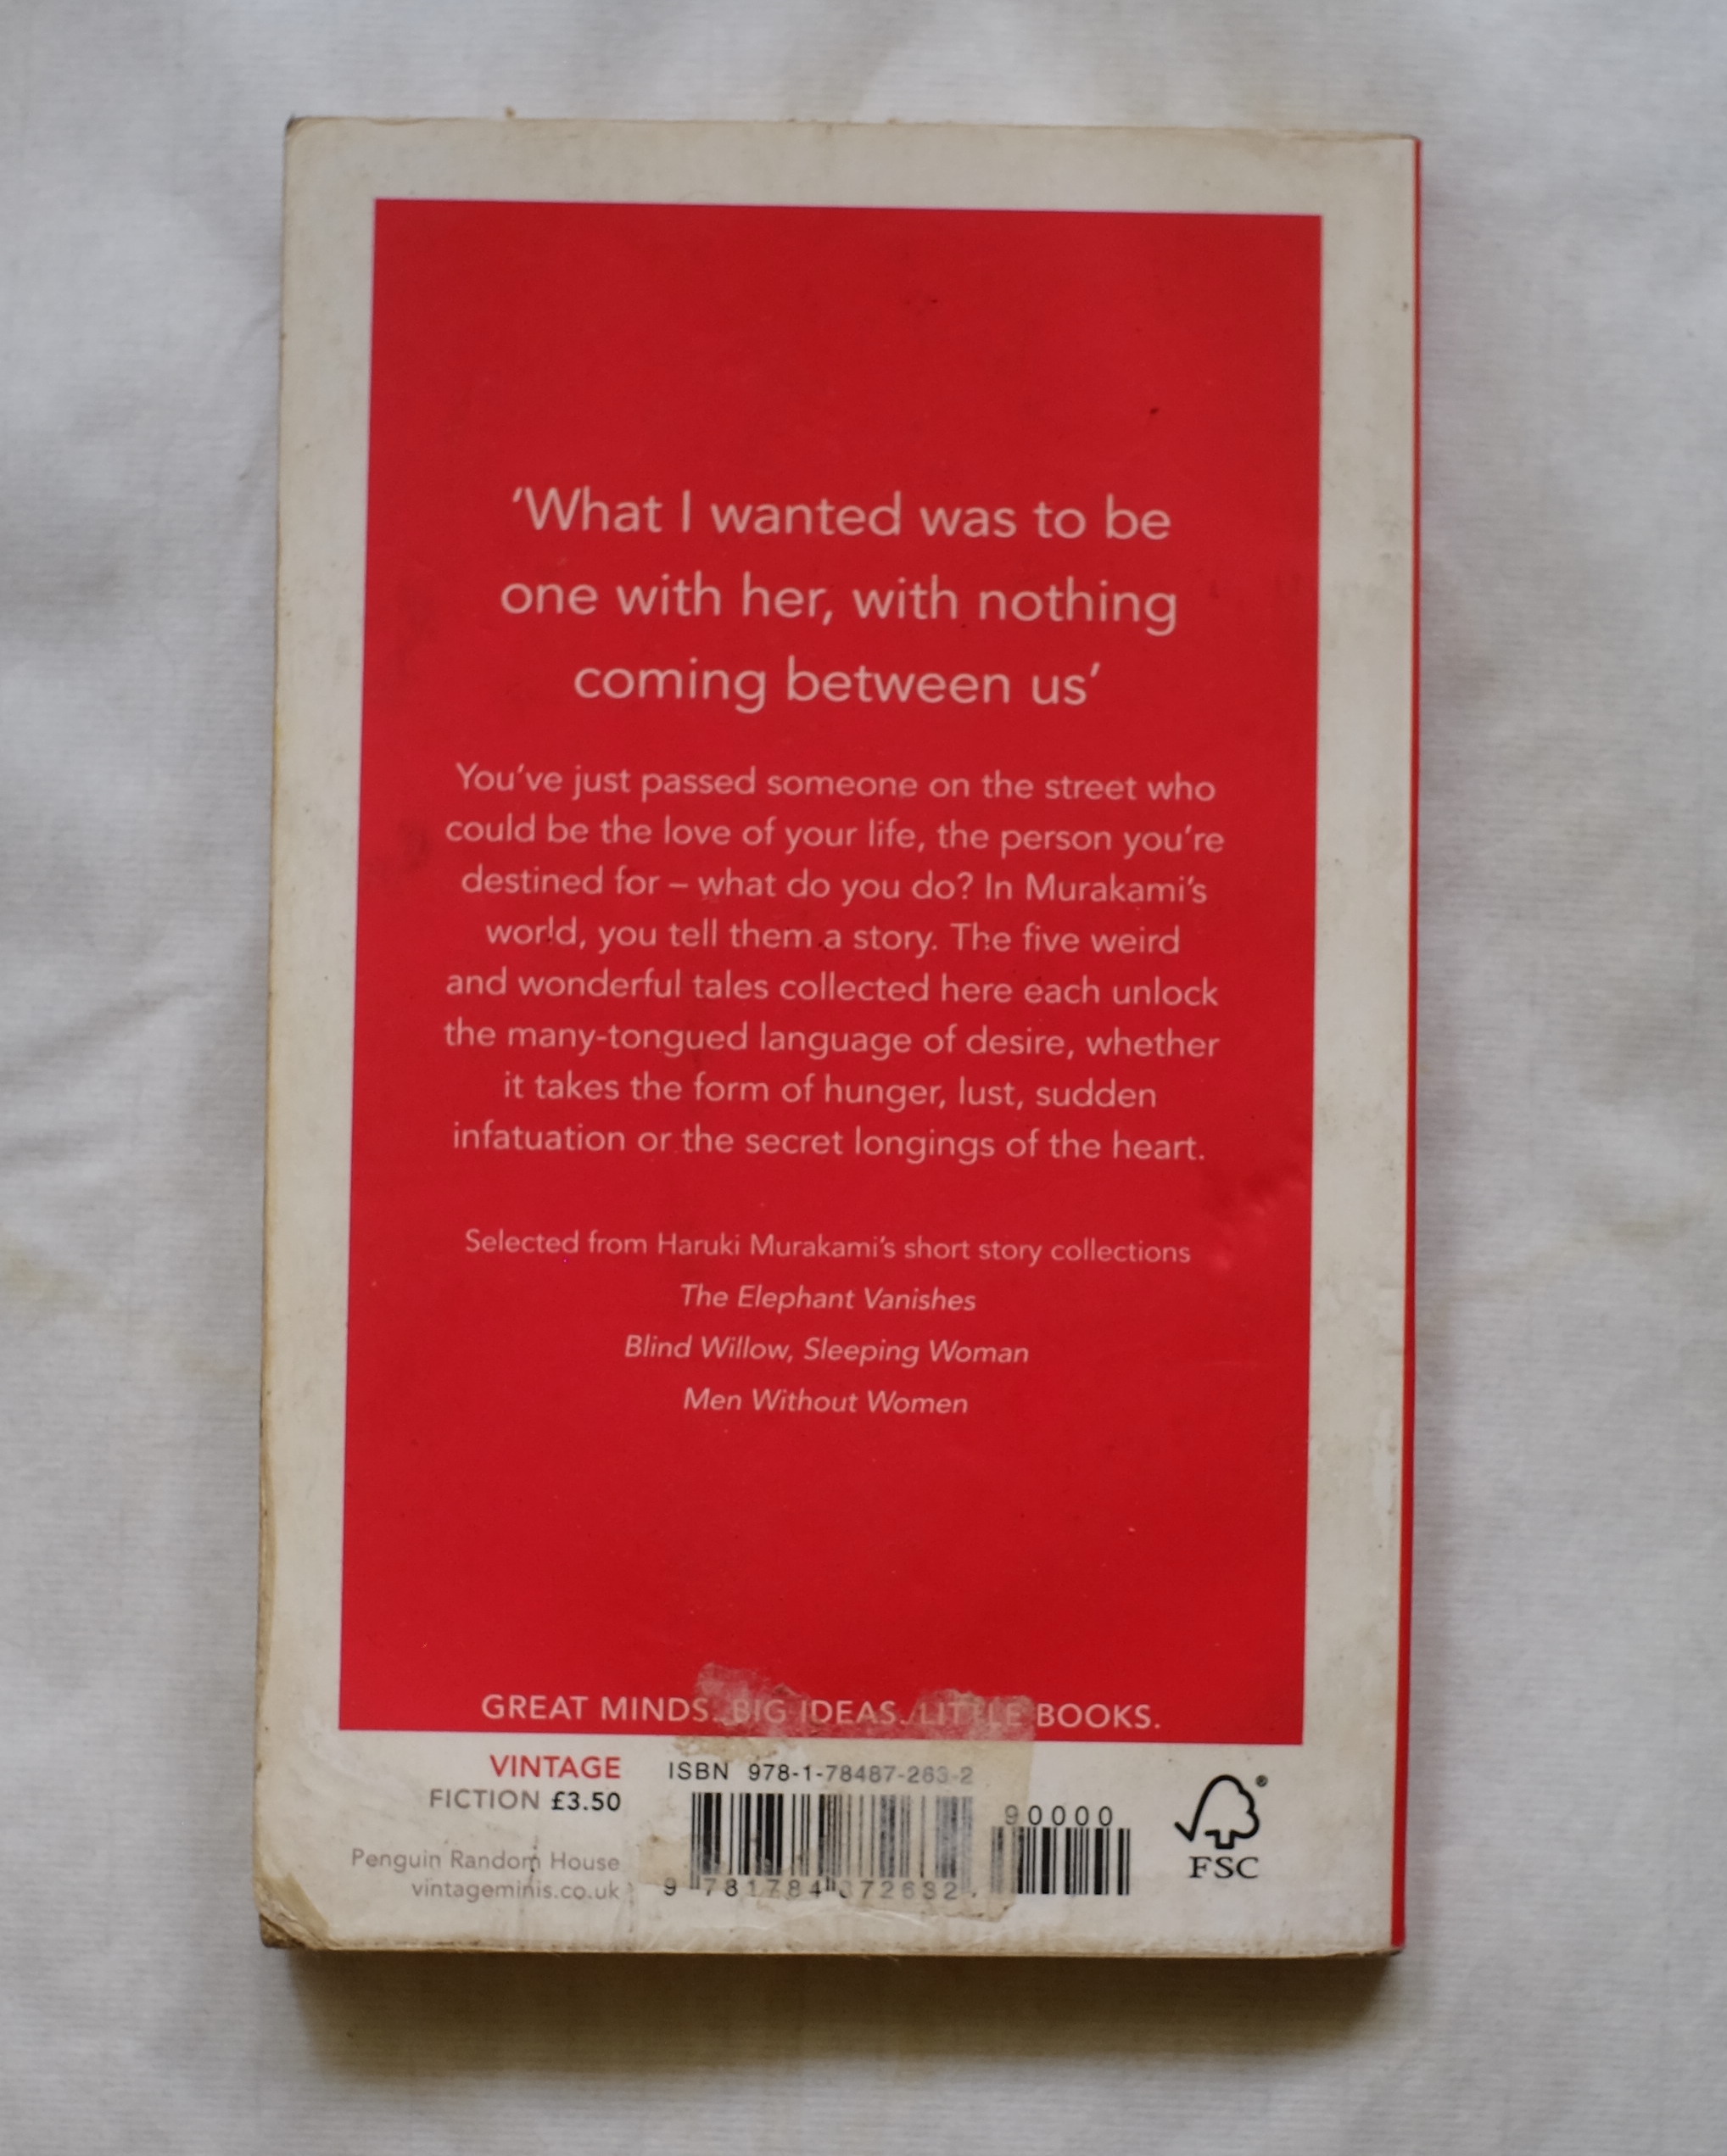 ‘What I wanted was to be
one with her, with nothing
coming between us’
You’ve just passed someone on the street who
could be the love of your life, the person you’re
destined for – what do you do? In Murakami’s
world, you tell them a story. The five weird
and wonderful tales collected here each unlock
the many-tongued language of desire, whether
it takes the form of hunger, lust, sudden
infatuation or the secret longings of the heart.
Selected from Haruki Murakami’s short story collections
The Elephant Vanishes
Blind Willow, Sleeping Woman
Men Without Women
GREAT MINDS. BIG IDEAS. LITTLE BOOKS.
VINTAGE
FICTION £3.50
Penguin Random House
vintageminis.co.uk
ISBN 978-1-78487-263-2
90000
9 781784 872632
FSC®